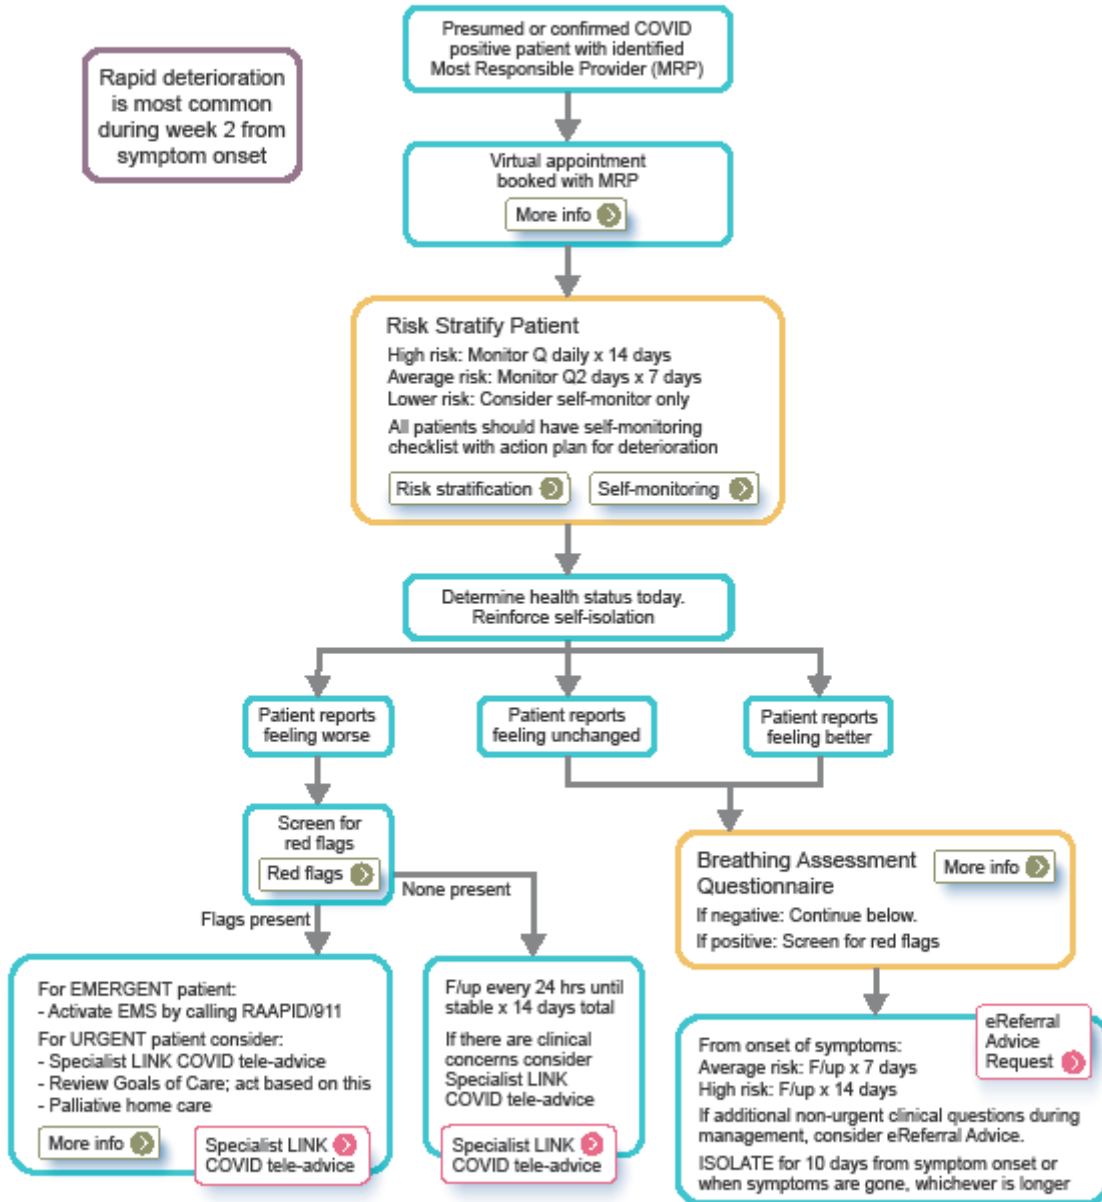 Presumed or confirmed COVID
positive patient with identified
Most Responsible Provider (MRP)
Rapid deterioration
is most common
during week 2 from
symptom onset
Virtual appointment
booked with MRP
More info
Risk Stratify Patient
High risk: Monitor Q daily x 14 days
Average risk: Monitor Q2 days x 7 days
Lower risk: Consider self-monitor only
All patients should have self-monitoring
checklist with action plan for deterioration
Risk stratification
Self-monitoring
Determine health status today.
Reinforce self-isolation
Patient reports
feeling worse
Patient reports
feeling unchanged
Patient reports
feeling better
Screen for
red flags
Red flags
None present
Flags present
Breathing Assessment
Questionnaire
More info
If negative: Continue below.
If positive: Screen for red flags
For EMERGENT patient:
- Activate EMS by calling RAAPID/911
For URGENT patient consider:
- Specialist LINK COVID tele-advice
- Review Goals of Care; act based on this
- Palliative home care
More info
Specialist LINK
COVID tele-advice
F/up every 24 hrs until
stable x 14 days total
If there are clinical
concerns consider
Specialist LINK
COVID tele-advice
Specialist LINK
COVID tele-advice
eReferral
Advice
Request
From onset of symptoms:
Average risk: F/up x 7 days
High risk: F/up x 14 days
If additional non-urgent clinical questions during
management, consider eReferral Advice.
ISOLATE for 10 days from symptom onset or
when symptoms are gone, whichever is longer